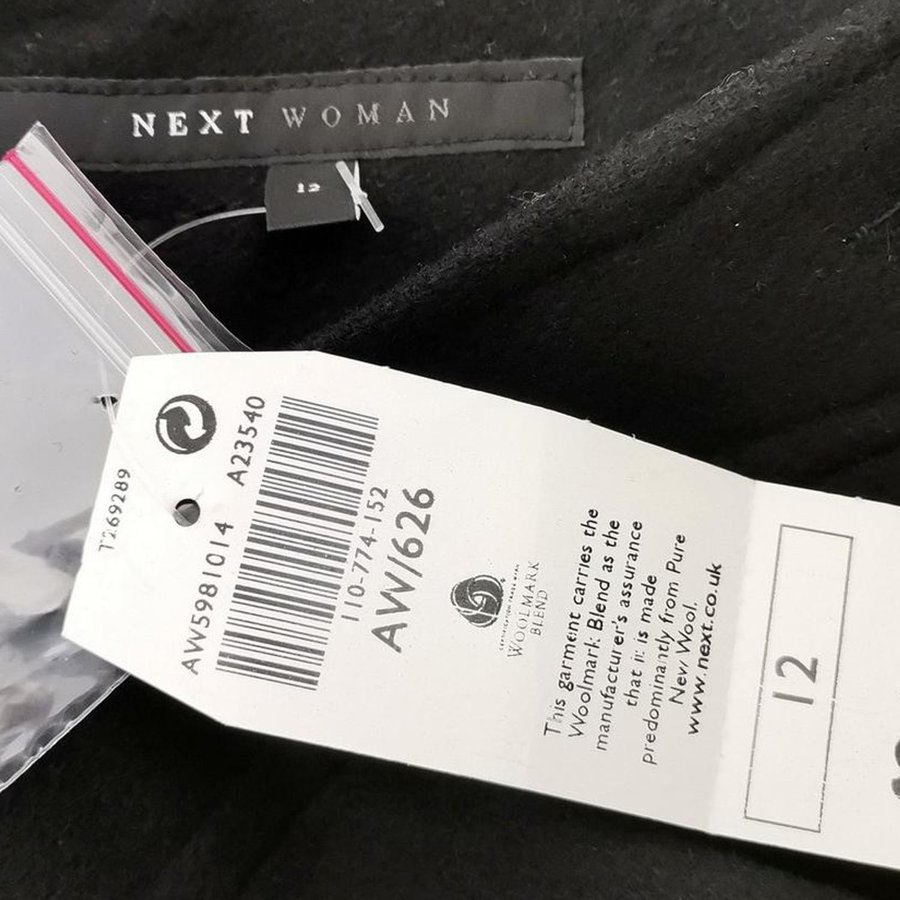 NEXT WOMAN
12
T269289
AW5981014 A23540
110-774-152
AW/626
WOOLMARK
BLEND
This garment carries the
Woolmark Blend as the
manufacturer's assurance
that it is made
predominantly from Pure
New Wool.
www.next.co.uk
12